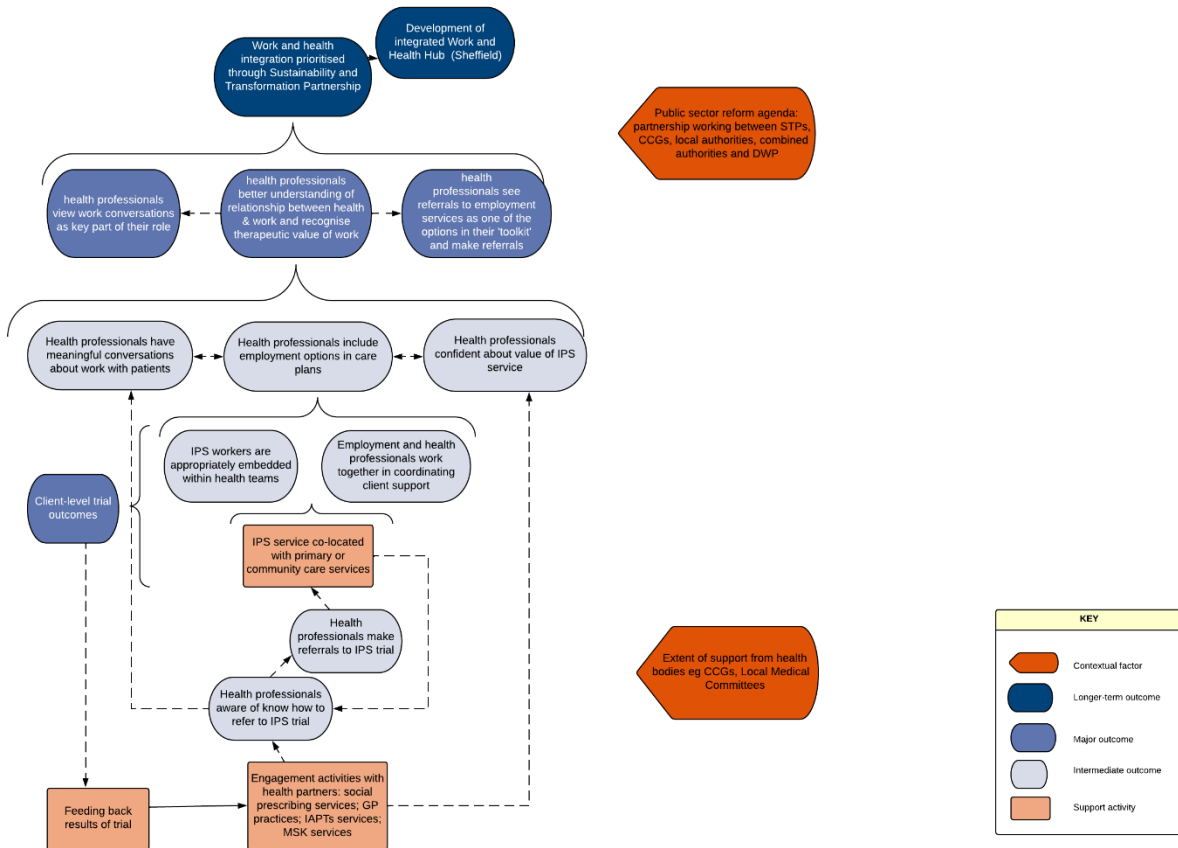 Development of
integrated Work and
Health Hub (Sheffield)
Work and health
integration prioritised
through Sustainability and
Transformation Partnership
Public sector reform agenda:
partnership working between STPs,
CCGs, local authorities, combined
authorities and DWP
health professionals
view work conversations
as key part of their role
health professionals
better understanding of
relationship between health
& work and recognise
therapeutic value of work
health
professionals see
referrals to employment
services as one of the
options in their 'toolkit'
and make referrals
Health professionals have
meaningful conversations
about work with patients
Health professionals include
employment options in care
plans
Health professionals
confident about value of IPS
service
IPS workers are
appropriately embedded
within health teams
Employment and health
professionals work
together in coordinating
client support
Client-level trial
outcomes
IPS service co-located
with primary or
community care services
Health
professionals make
referrals to IPS trial
Health professionals
aware of know how to
refer to IPS trial
Extent of support from health
bodies eg CCGs, Local Medical
Committees
Feeding back
results of trial
Engagement activities with
health partners: social
prescribing services; GP
practices; IAPTs services;
MSK services
KEY
Contextual factor
Longer-term outcome
Major outcome
Intermediate outcome
Support activity